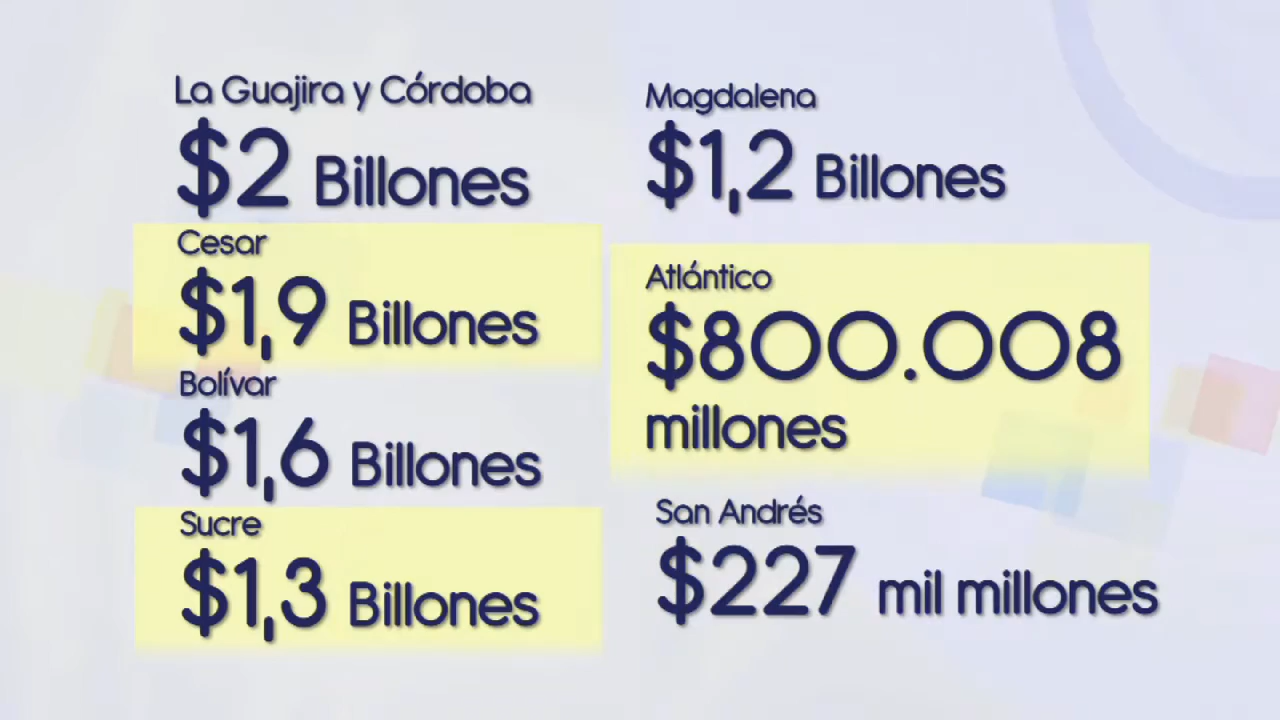 La Guajira y Córdoba
$2 Billones
Cesar
$1,9 Billones
Bolívar
$1,6 Billones
Sucre
$1,3 Billones
Magdalena
$1,2 Billones
Atlántico
$800.008
millones
San Andrés
$227 mil millones